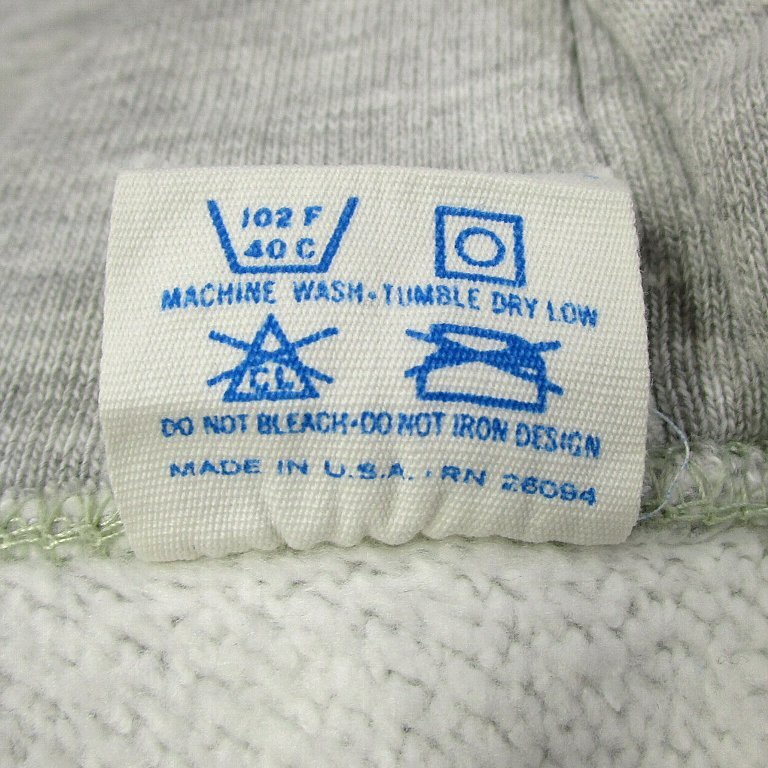 102 F
40 C
MACHINE WASH·TUMBLE DRY LOW
CL
DO NOT BLEACH·DO NOT IRON DESIGN
MADE IN U.S.A. · RN 26094